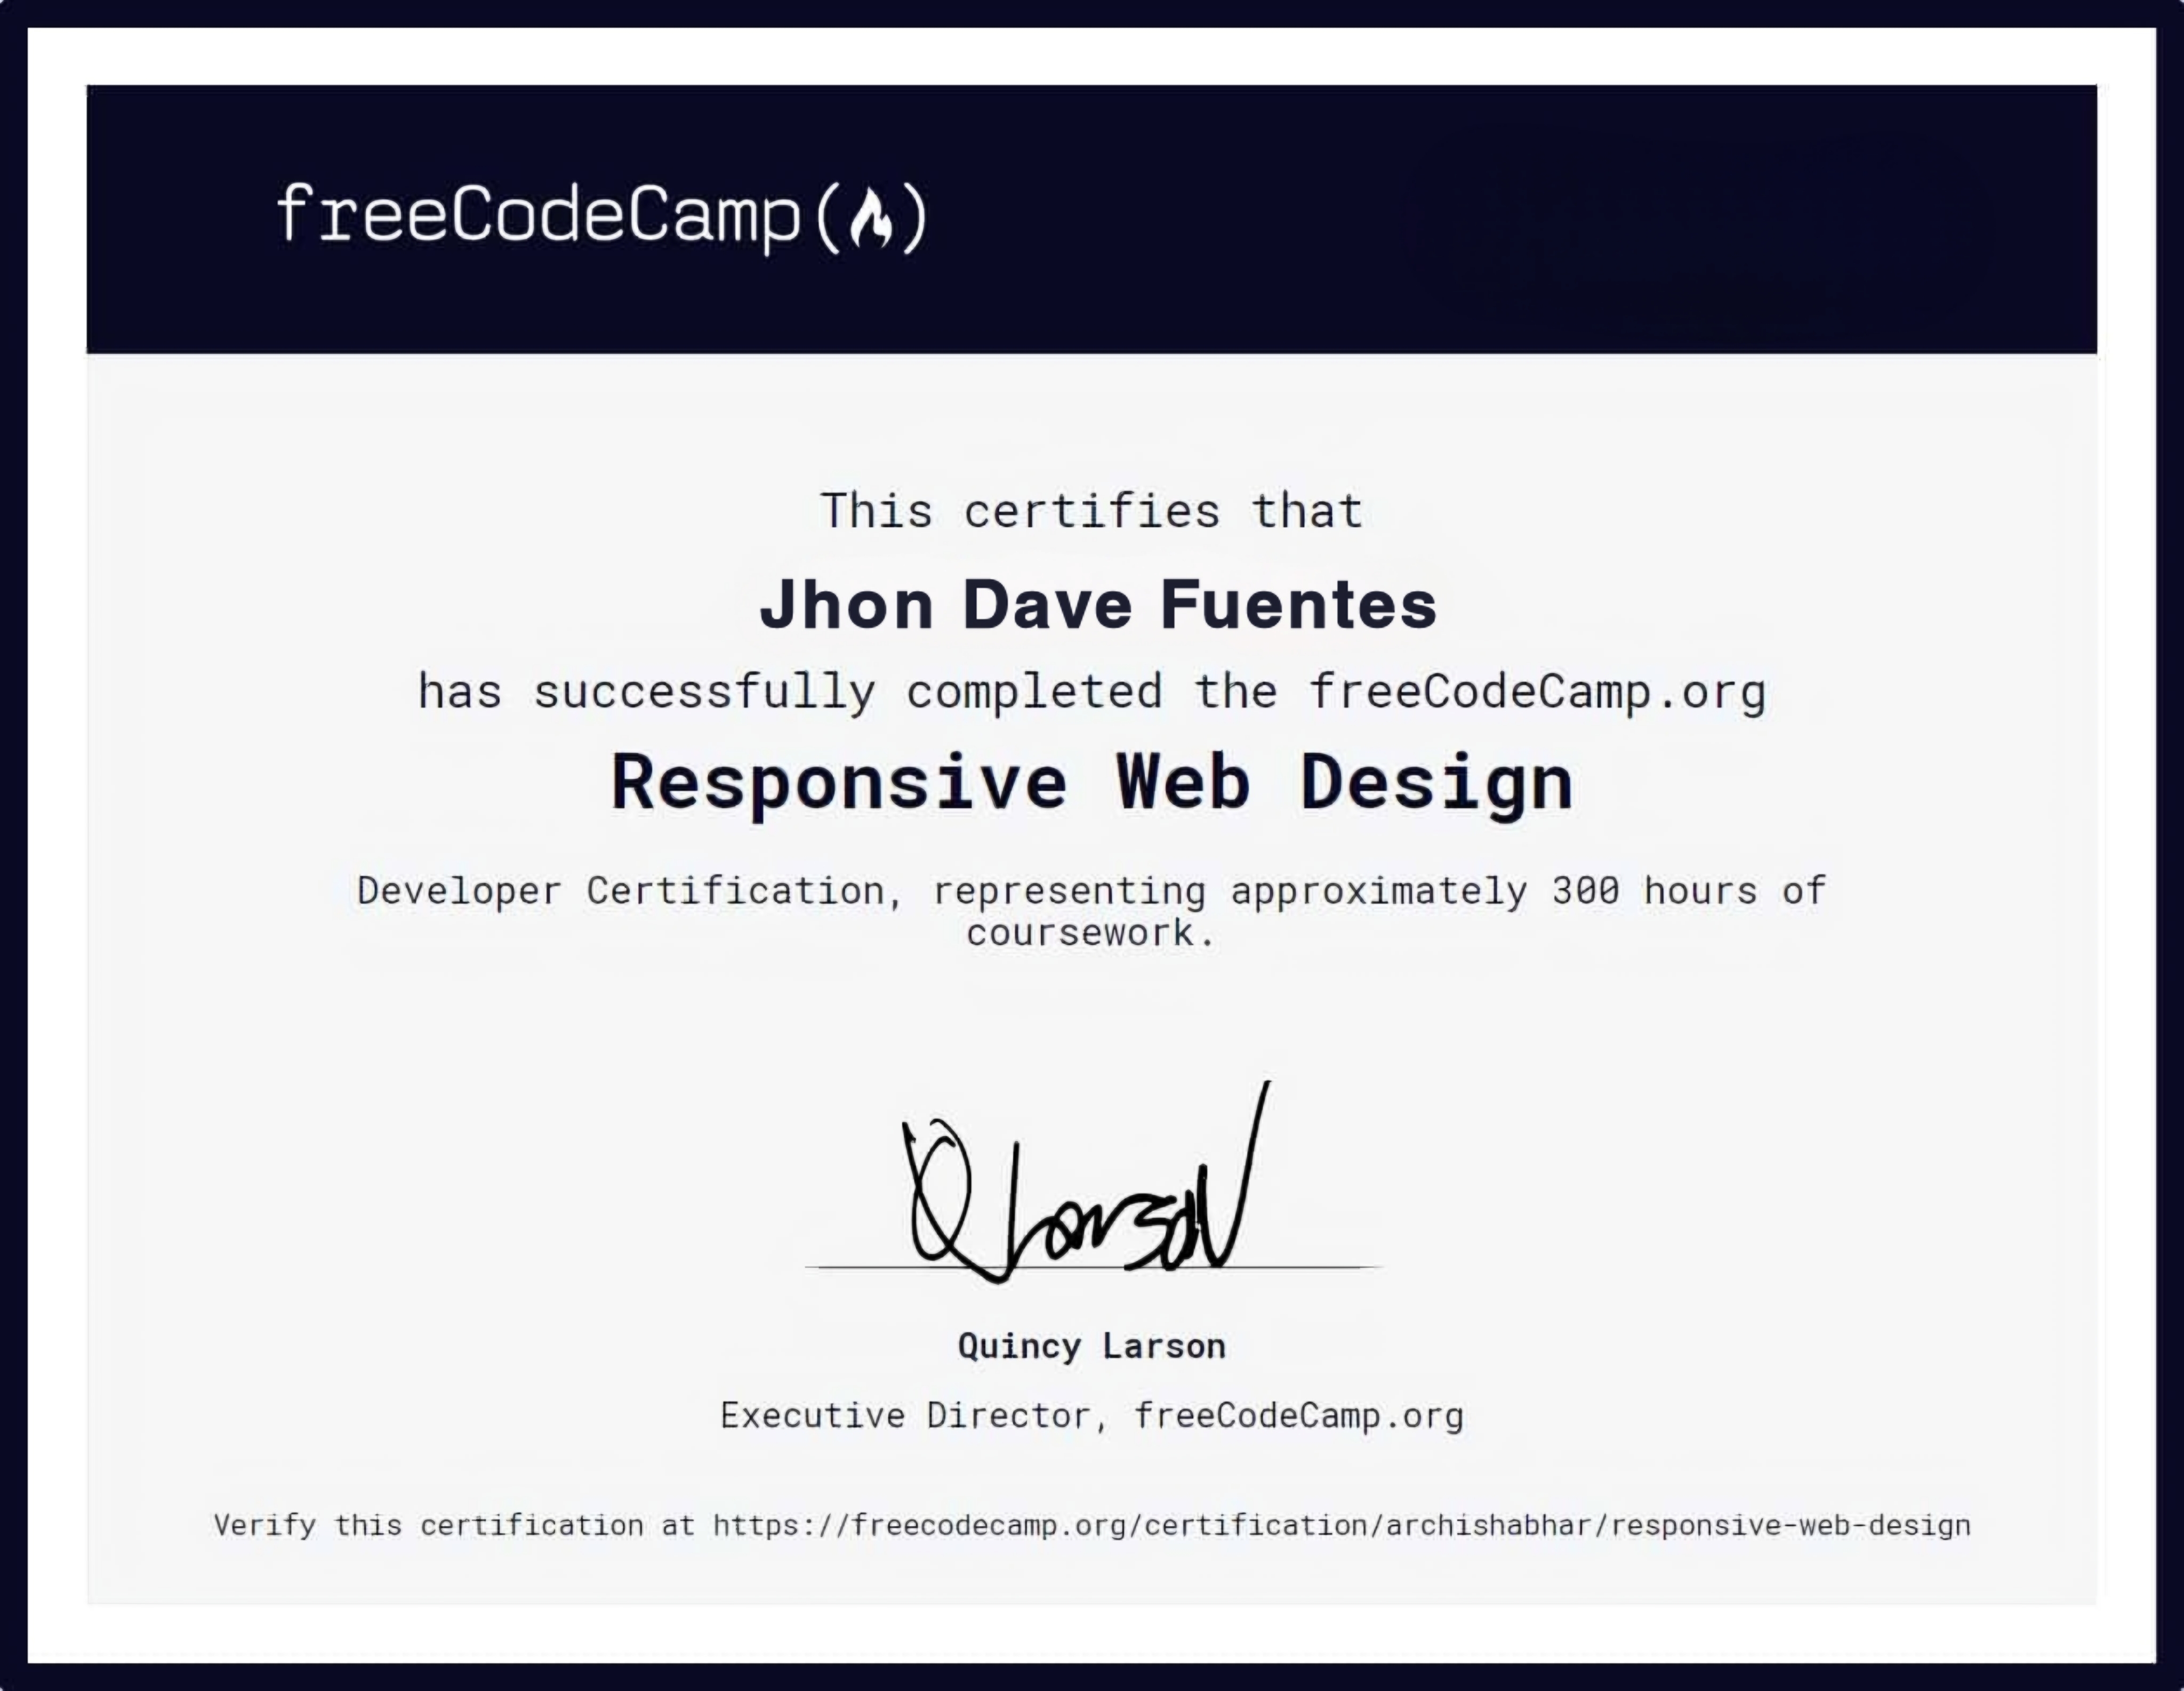 freeCodeCamp
This certifies that
Jhon Dave Fuentes
has successfully completed the freeCodeCamp.org
Responsive Web Design
Developer Certification, representing approximately 300 hours of
coursework.
Q Larson
Quincy Larson
Executive Director, freeCodeCamp.org
Verify this certification at https://freecodecamp.org/certification/archishabhar/responsive-web-design